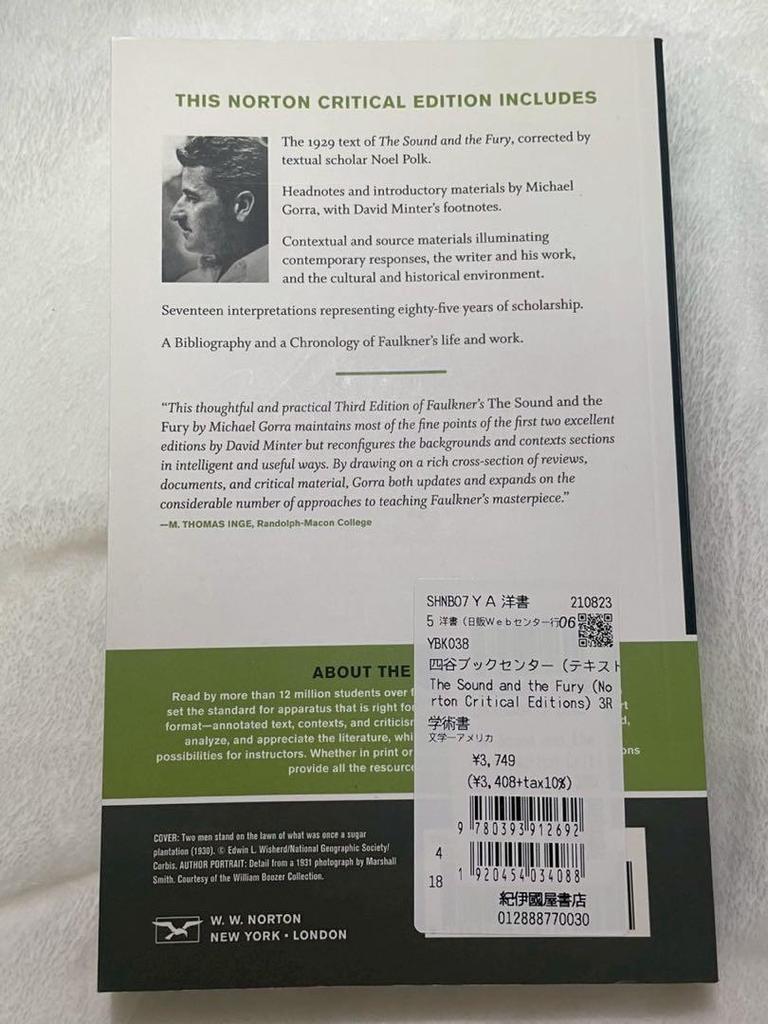 THIS NORTON CRITICAL EDITION INCLUDES
The 1929 text of The Sound and the Fury, corrected by
textual scholar Noel Polk.
Headnotes and introductory materials by Michael
Gorra, with David Minter's footnotes.
Contextual and source materials illuminating
contemporary responses, the writer and his work,
and the cultural and historical environment.
Seventeen interpretations representing eighty-five years of scholarship.
A Bibliography and a Chronology of Faulkner's life and work.
“This thoughtful and practical Third Edition of Faulkner's The Sound and the
Fury by Michael Gorra maintains most of the fine points of the first two excellent
editions by David Minter but reconfigures the backgrounds and contexts sections
in intelligent and useful ways. By drawing on a rich cross-section of reviews,
documents, and critical material, Gorra both updates and expands on the
considerable number of approaches to teaching Faulkner's masterpiece.”
—M. THOMAS INGE, Randolph-Macon College
ABOUT THE
Read by more than 12 million students over
set the standard for apparatus that is right for
format—annotated text, contexts, and criticism
analyze, and appreciate the literature,
possibilities for instructors. Whether in print or
provide all the
SHNB07 YA 洋書 210823
5 洋書(日販Webセンター行06
YBK038
四谷ブックセンター(テキスト
The Sound and the Fury (No
rton Critical Editions) 3R
学術書
文学−アメリカ
¥3,749
(¥3,408+tax10%)
9 780393 912692
4
18
1 920454 034088
紀伊國屋書店
012888770030
COVER: Two men stand on the lawn of what was once a sugar
plantation (1930). © Edwin L. Wisherd/National Geographic Society/
Corbis. AUTHOR PORTRAIT: Detail from a 1931 photograph by Marshall
Smith. Courtesy of the William Boozer Collection.
W. W. NORTON
NEW YORK • LONDON